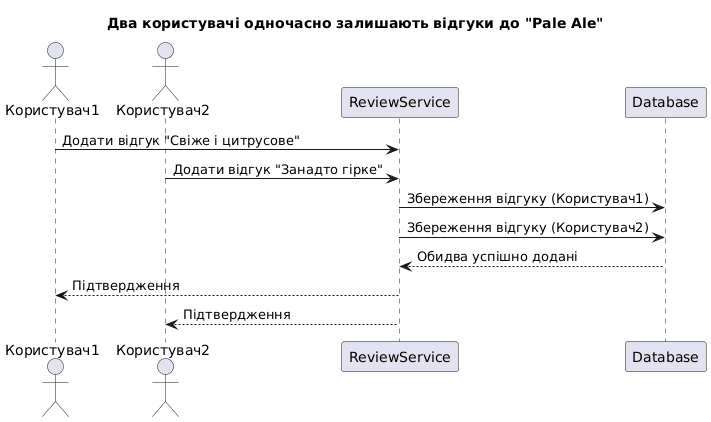 Два користувачі одночасно залишають відгуки до "Pale Ale"
Користувач1
Користувач2
ReviewService
Database
Додати відгук "Свіже і цитрусове"
Додати відгук "Занадто гірке"
Збереження відгуку (Користувач1)
Збереження відгуку (Користувач2)
Обидва успішно додані
Підтвердження
Підтвердження
Користувач1
Користувач2
ReviewService
Database